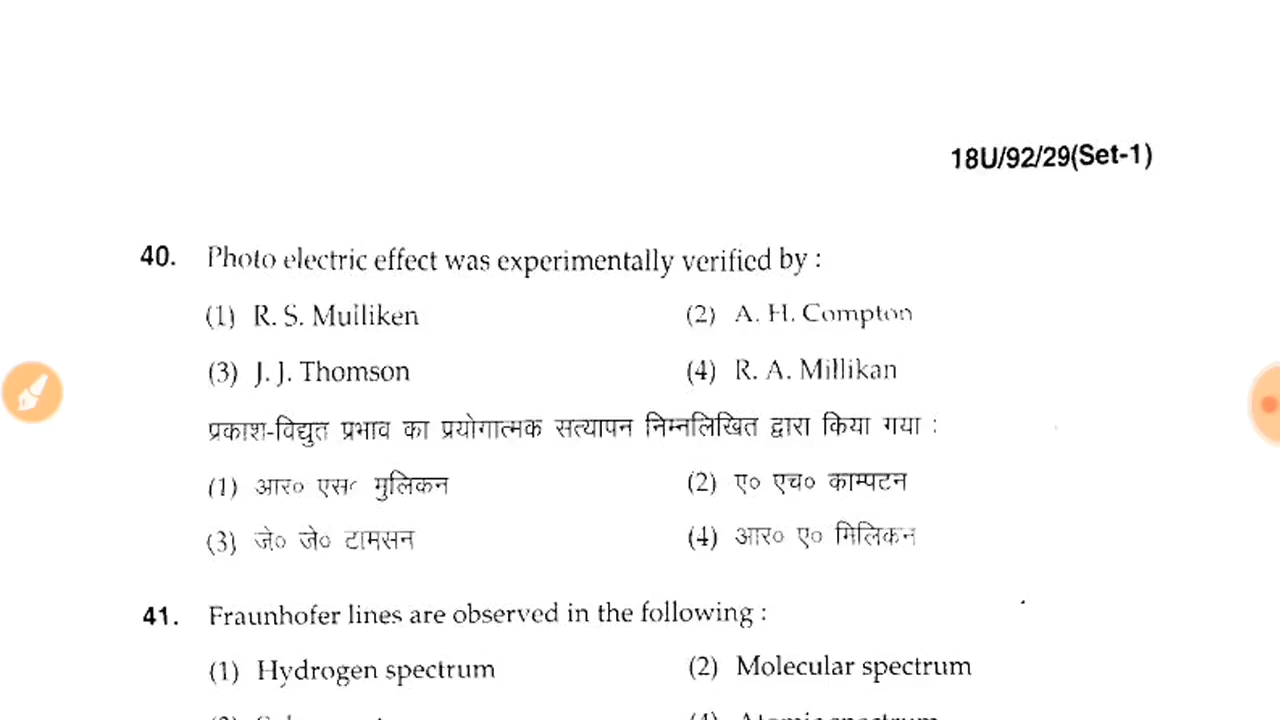 18U/92/29(Set-1)
40. Photo electric effect was experimentally verified by :
(1) R. S. Mulliken (2) A. H. Compton
(3) J. J. Thomson (4) R. A. Millikan
प्रकाश-विद्युत प्रभाव का प्रयोगात्मक सत्यापन निम्नलिखित द्वारा किया गया :
(1) आर० एस० मुलिकन (2) ए० एच० काम्पटन
(3) जे० जे० टामसन (4) आर० ए० मिलिकन
41. Fraunhofer lines are observed in the following :
(1) Hydrogen spectrum (2) Molecular spectrum
(4) Atomic spectrum